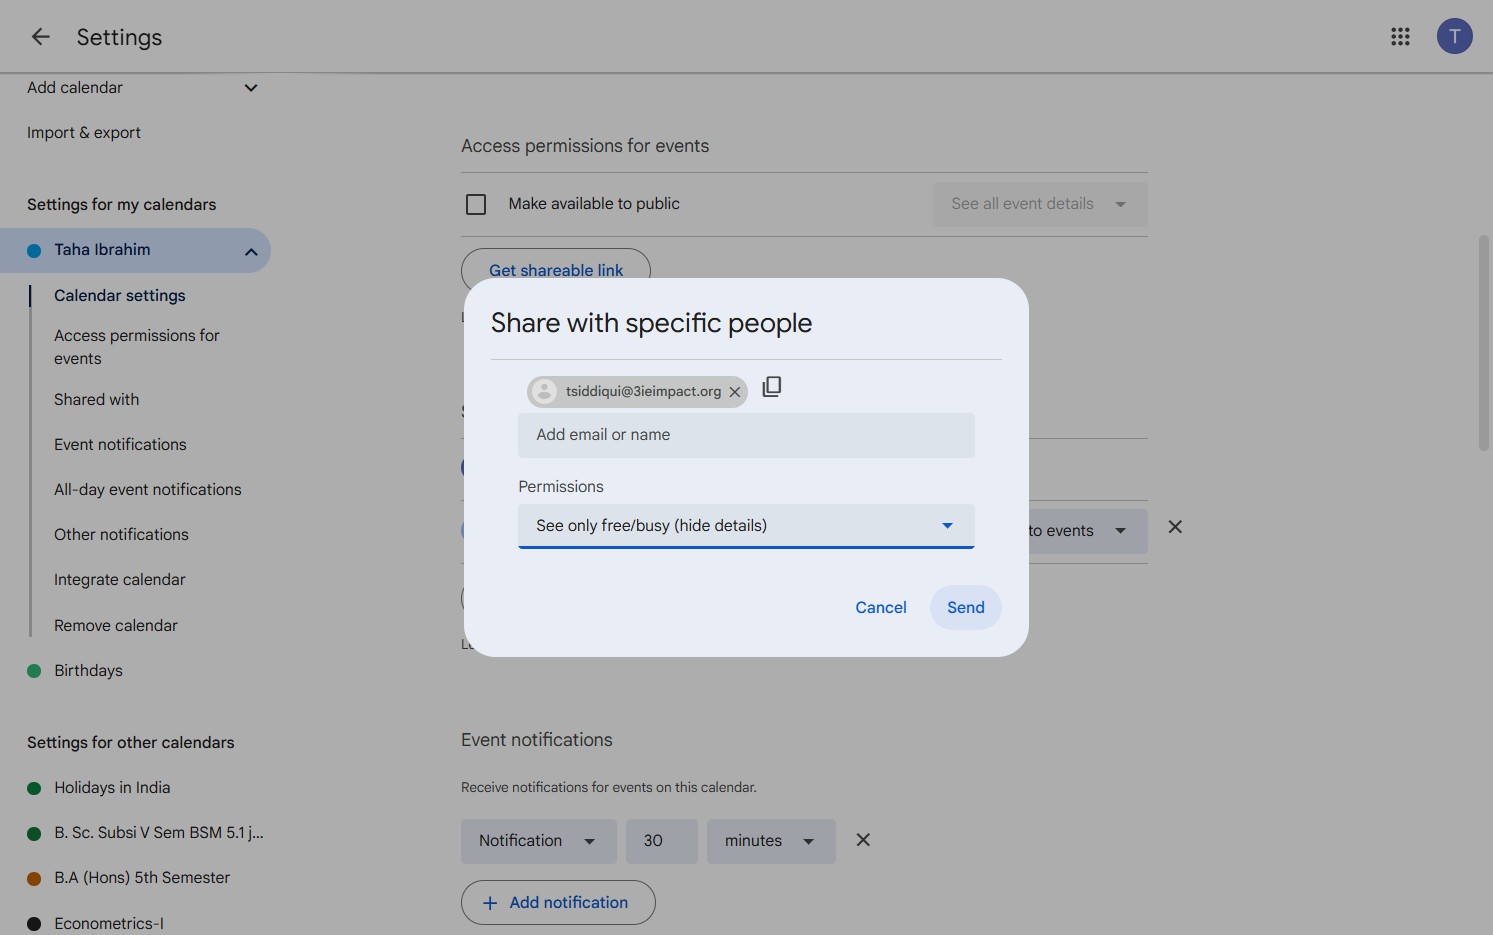 Settings
T
Add calendar
Import & export
Settings for my calendars
Taha Ibrahim
Calendar settings
Access permissions for
events
Shared with
Event notifications
All-day event notifications
Other notifications
Integrate calendar
Remove calendar
Birthdays
Settings for other calendars
Holidays in India
B. Sc. Subsi V Sem BSM 5.1 j...
B.A (Hons) 5th Semester
Econometrics-I
Access permissions for events
Make available to public
See all event details
Get shareable link
Share with specific people
tsiddiqui@3ieimpact.org
Add email or name
Permissions
See only free/busy (hide details)
to events
Cancel
Send
Event notifications
Receive notifications for events on this calendar.
Notification
30
minutes
Add notification